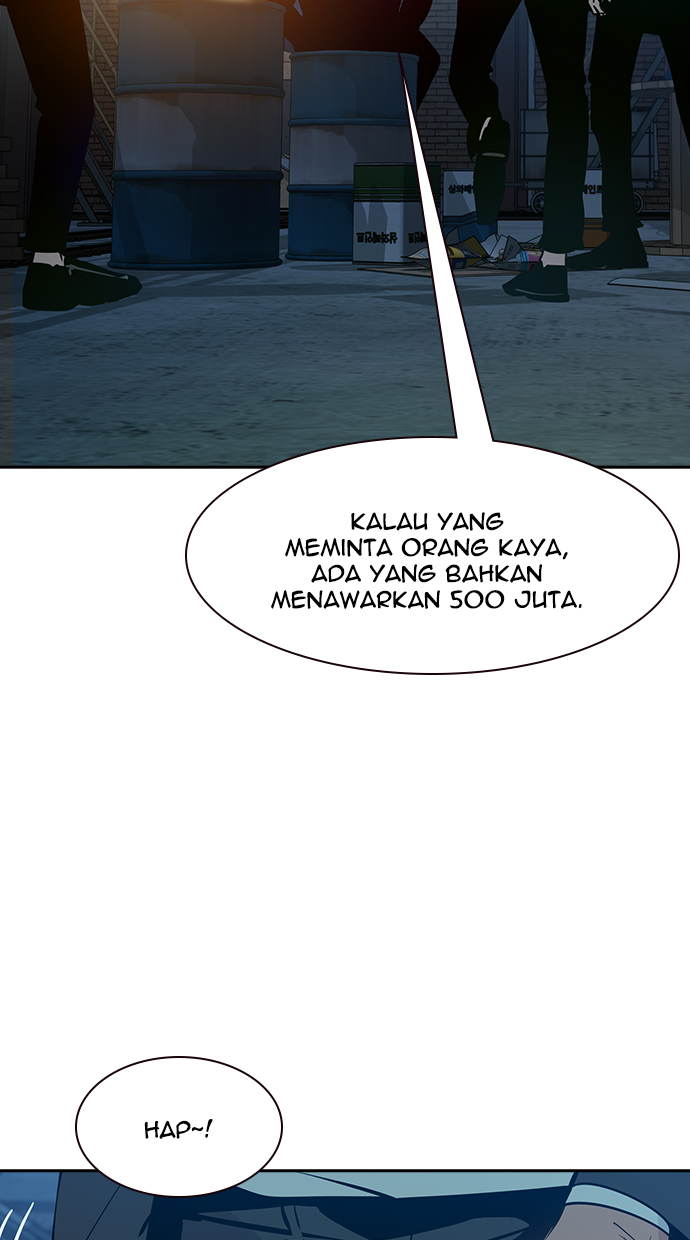 KALAU YANG
MEMINTA ORANG KAYA,
ADA YANG BAHKAN
MENAWARKAN 500 JUTA.
HAP~!